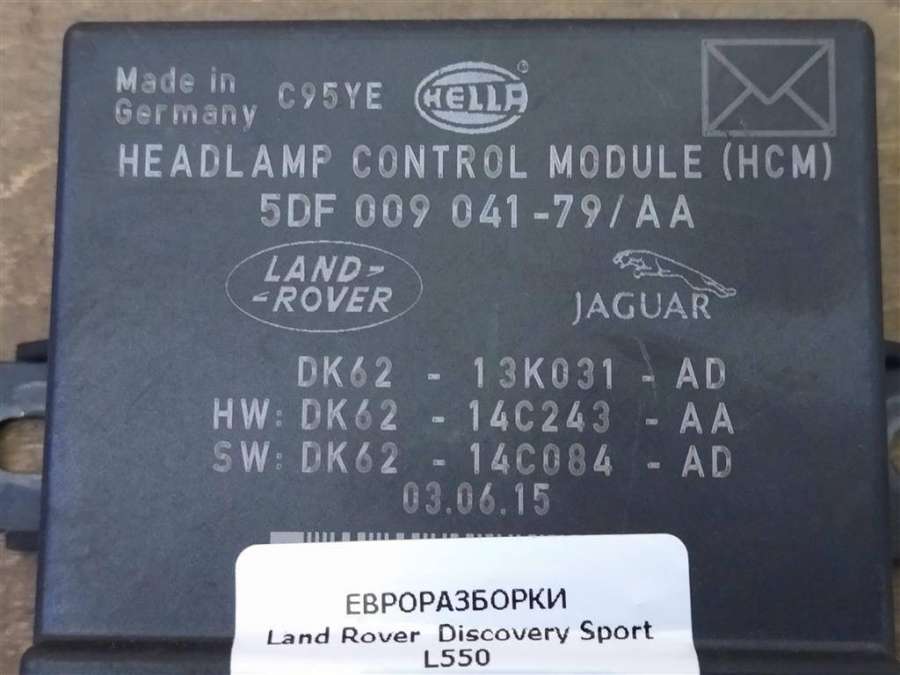 Made in
Germany C95YE HELLA®
HEADLAMP CONTROL MODULE (HCM)
5DF 009 041-79/AA
LAND-
-ROVER
JAGUAR
DK62 - 13K031 - AD
HW: DK62 - 14C243 - AA
SW: DK62 - 14C084 - AD
03.06.15
ЕВРОРАЗБОРКИ
Land Rover Discovery Sport
L550